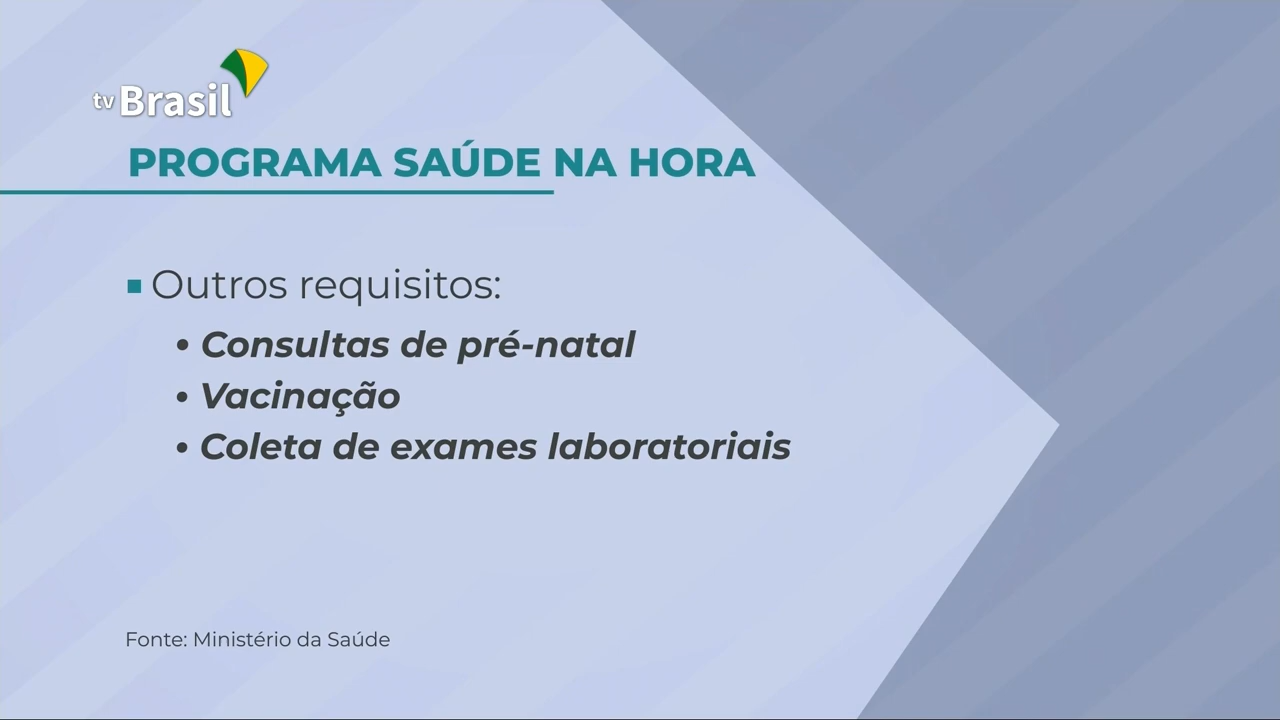 tv Brasil
PROGRAMA SAÚDE NA HORA
Outros requisitos:
• Consultas de pré-natal
• Vacinação
• Coleta de exames laboratoriais
Fonte: Ministério da Saúde